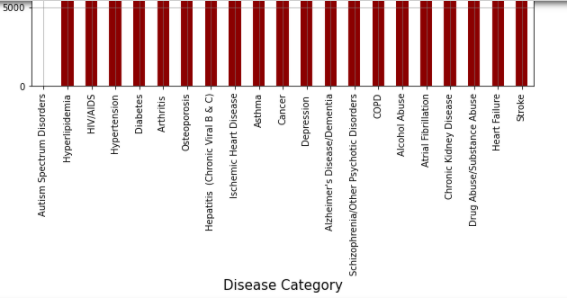 5000
0
Autism Spectrum Disorders
Hyperlipidemia
HIV/AIDS
Hypertension
Diabetes
Arthritis
Osteoporosis
Hepatitis (Chronic Viral B & C)
Ischemic Heart Disease
Asthma
Cancer
Depression
Alzheimer's Disease/Dementia
Schizophrenia/Other Psychotic Disorders
COPD
Alcohol Abuse
Atrial Fibrillation
Chronic Kidney Disease
Drug Abuse/Substance Abuse
Heart Failure
Stroke
Disease Category